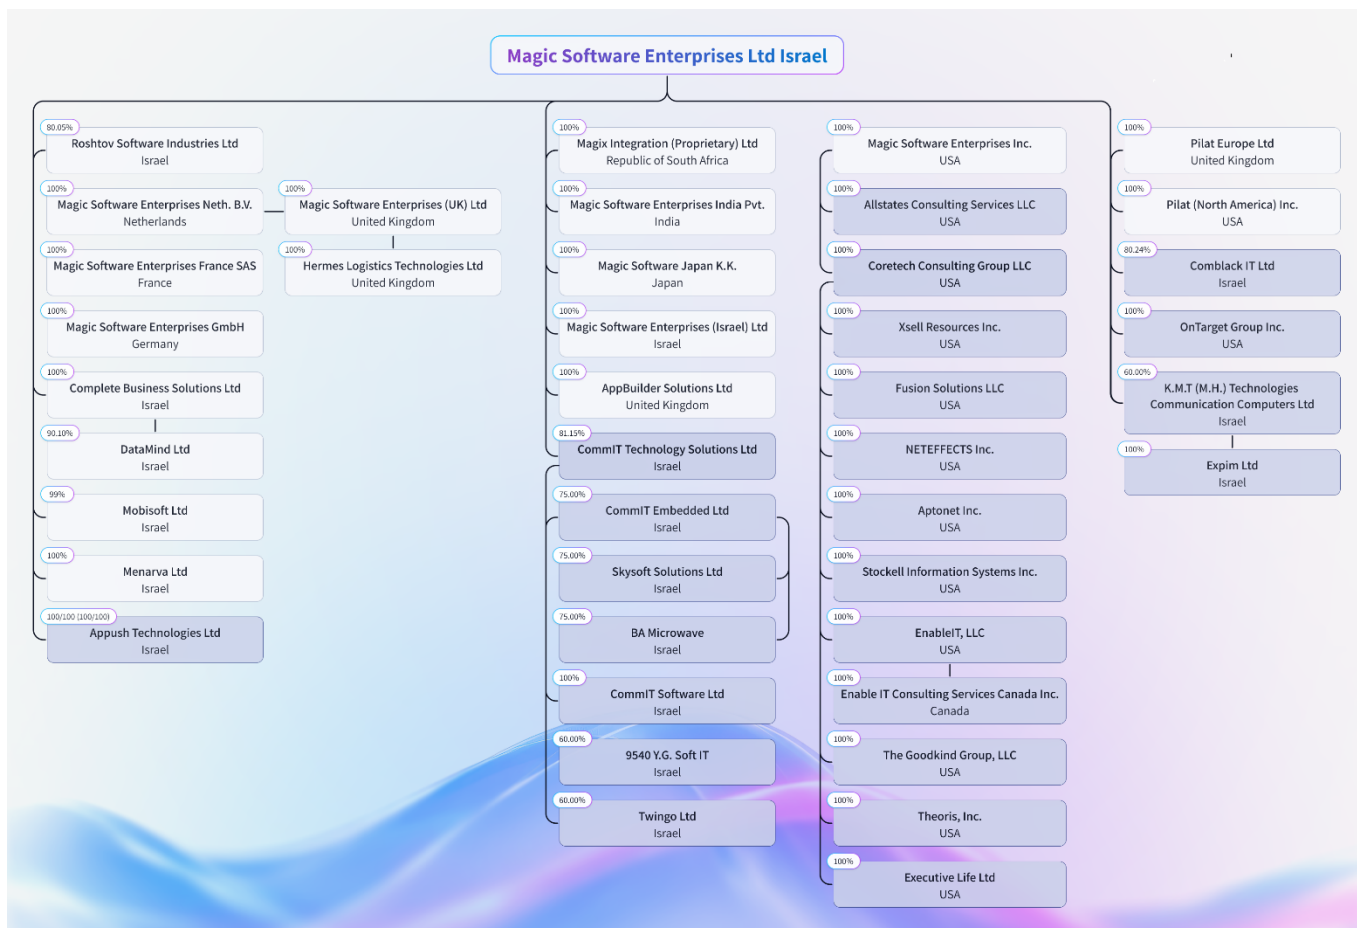 Magic Software Enterprises Ltd Israel
80.05%
Roshtov Software Industries Ltd
Israel
100%
Magic Software Enterprises Neth. B.V.
Netherlands
100%
Magic Software Enterprises (UK) Ltd
United Kingdom
100%
Magic Software Enterprises France SAS
France
100%
Hermes Logistics Technologies Ltd
United Kingdom
100%
Magic Software Enterprises GmbH
Germany
100%
Complete Business Solutions Ltd
Israel
90.10%
DataMind Ltd
Israel
99%
Mobisoft Ltd
Israel
100%
Menarva Ltd
Israel
100/100 (100/100)
Appush Technologies Ltd
Israel
100%
Magix Integration (Proprietary) Ltd
Republic of South Africa
100%
Magic Software Enterprises India Pvt.
India
100%
Magic Software Japan K.K.
Japan
100%
Magic Software Enterprises (Israel) Ltd
Israel
100%
AppBuilder Solutions Ltd
United Kingdom
81.15%
CommIT Technology Solutions Ltd
Israel
75.00%
CommIT Embedded Ltd
Israel
75.00%
Skysoft Solutions Ltd
Israel
75.00%
BA Microwave
Israel
100%
CommIT Software Ltd
Israel
60.00%
9540 Y.G. Soft IT
Israel
60.00%
Twingo Ltd
Israel
100%
Magic Software Enterprises Inc.
USA
100%
Allstates Consulting Services LLC
USA
100%
Coretech Consulting Group LLC
USA
100%
Xsell Resources Inc.
USA
100%
Fusion Solutions LLC
USA
100%
NETEFFECTS Inc.
USA
100%
Aptonet Inc.
USA
100%
Stockell Information Systems Inc.
USA
100%
EnableIT, LLC
USA
100%
Enable IT Consulting Services Canada Inc.
Canada
100%
The Goodkind Group, LLC
USA
100%
Theoris, Inc.
USA
100%
Executive Life Ltd
USA
100%
Pilat Europe Ltd
United Kingdom
100%
Pilat (North America) Inc.
USA
80.24%
Comblack IT Ltd
Israel
100%
OnTarget Group Inc.
USA
60.00%
K.M.T (M.H.) Technologies
Communication Computers Ltd
Israel
100%
Expim Ltd
Israel